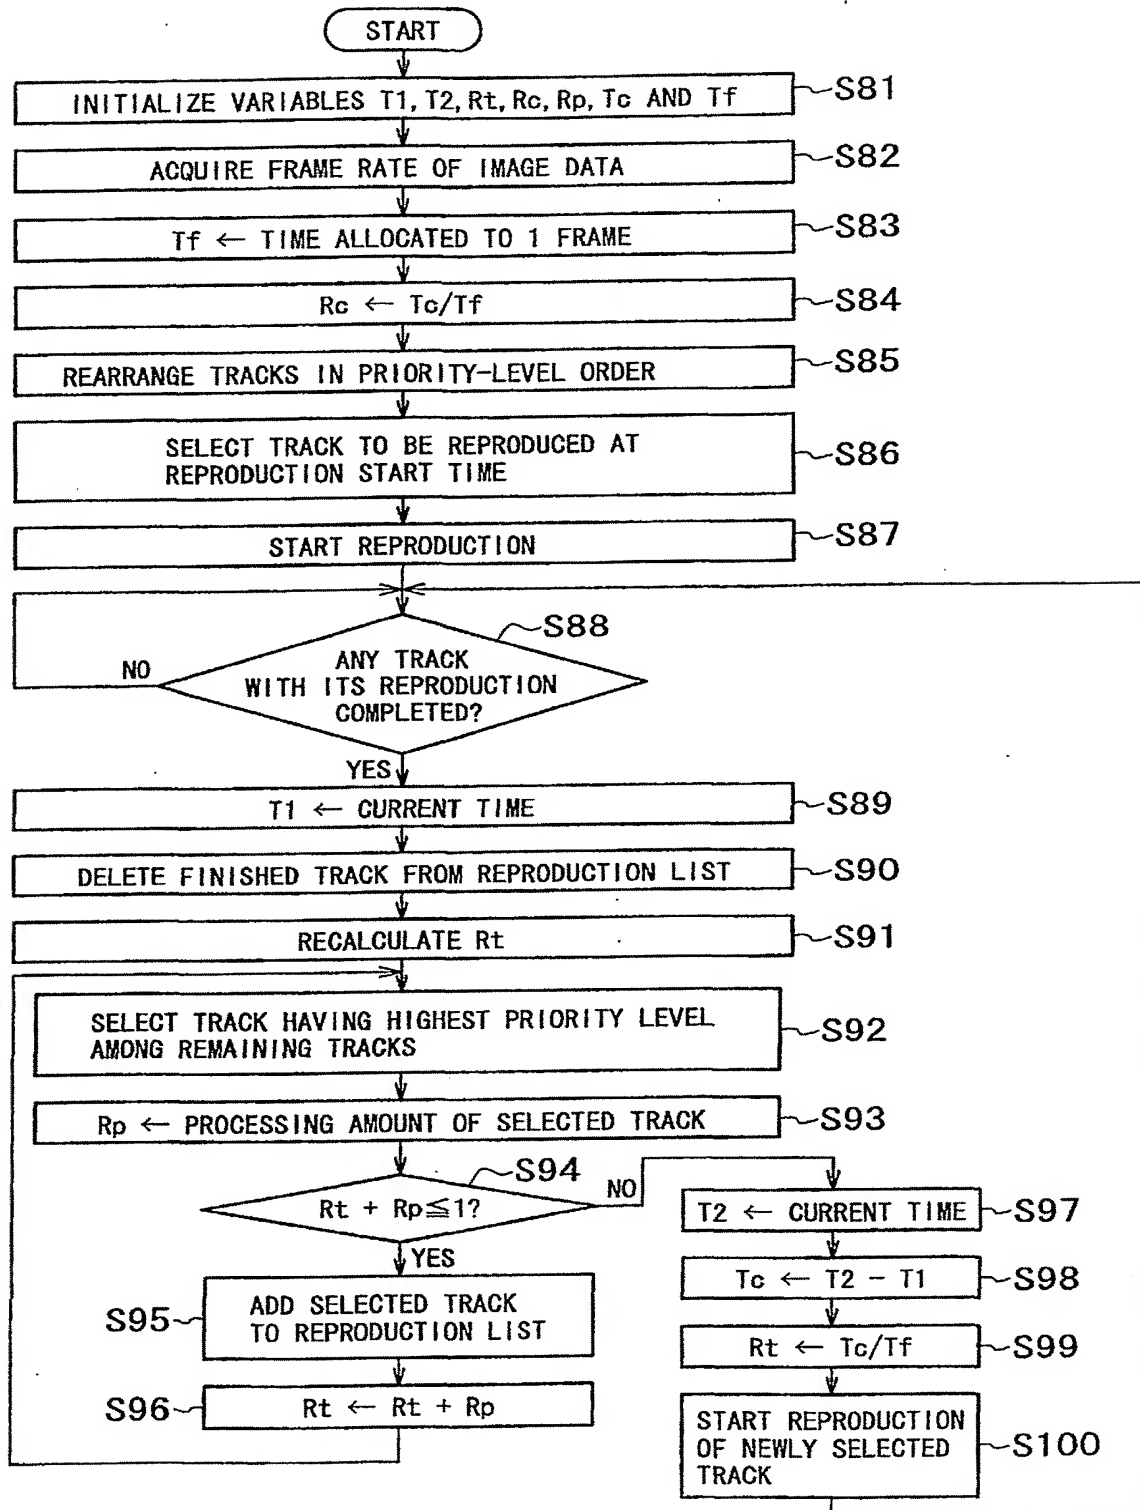 START
INITIALIZE VARIABLES T1, T2, Rt, Rc, Rp, Tc AND Tf
S81
ACQUIRE FRAME RATE OF IMAGE DATA
S82
Tf ← TIME ALLOCATED TO 1 FRAME
S83
Rc ← Tc/Tf
S84
REARRANGE TRACKS IN PRIORITY-LEVEL ORDER
S85
SELECT TRACK TO BE REPRODUCED AT
REPRODUCTION START TIME
S86
START REPRODUCTION
S87
S88
ANY TRACK
WITH ITS REPRODUCTION
COMPLETED?
NO
YES
T1 ← CURRENT TIME
S89
DELETE FINISHED TRACK FROM REPRODUCTION LIST
S90
RECALCULATE Rt
S91
SELECT TRACK HAVING HIGHEST PRIORITY LEVEL
AMONG REMAINING TRACKS
S92
Rp ← PROCESSING AMOUNT OF SELECTED TRACK
S93
S94
Rt + Rp≦1?
NO
YES
ADD SELECTED TRACK
TO REPRODUCTION LIST
S95
Rt ← Rt + Rp
S96
T2 ← CURRENT TIME
S97
Tc ← T2 - T1
S98
Rt ← Tc/Tf
S99
START REPRODUCTION
OF NEWLY SELECTED
TRACK
S100